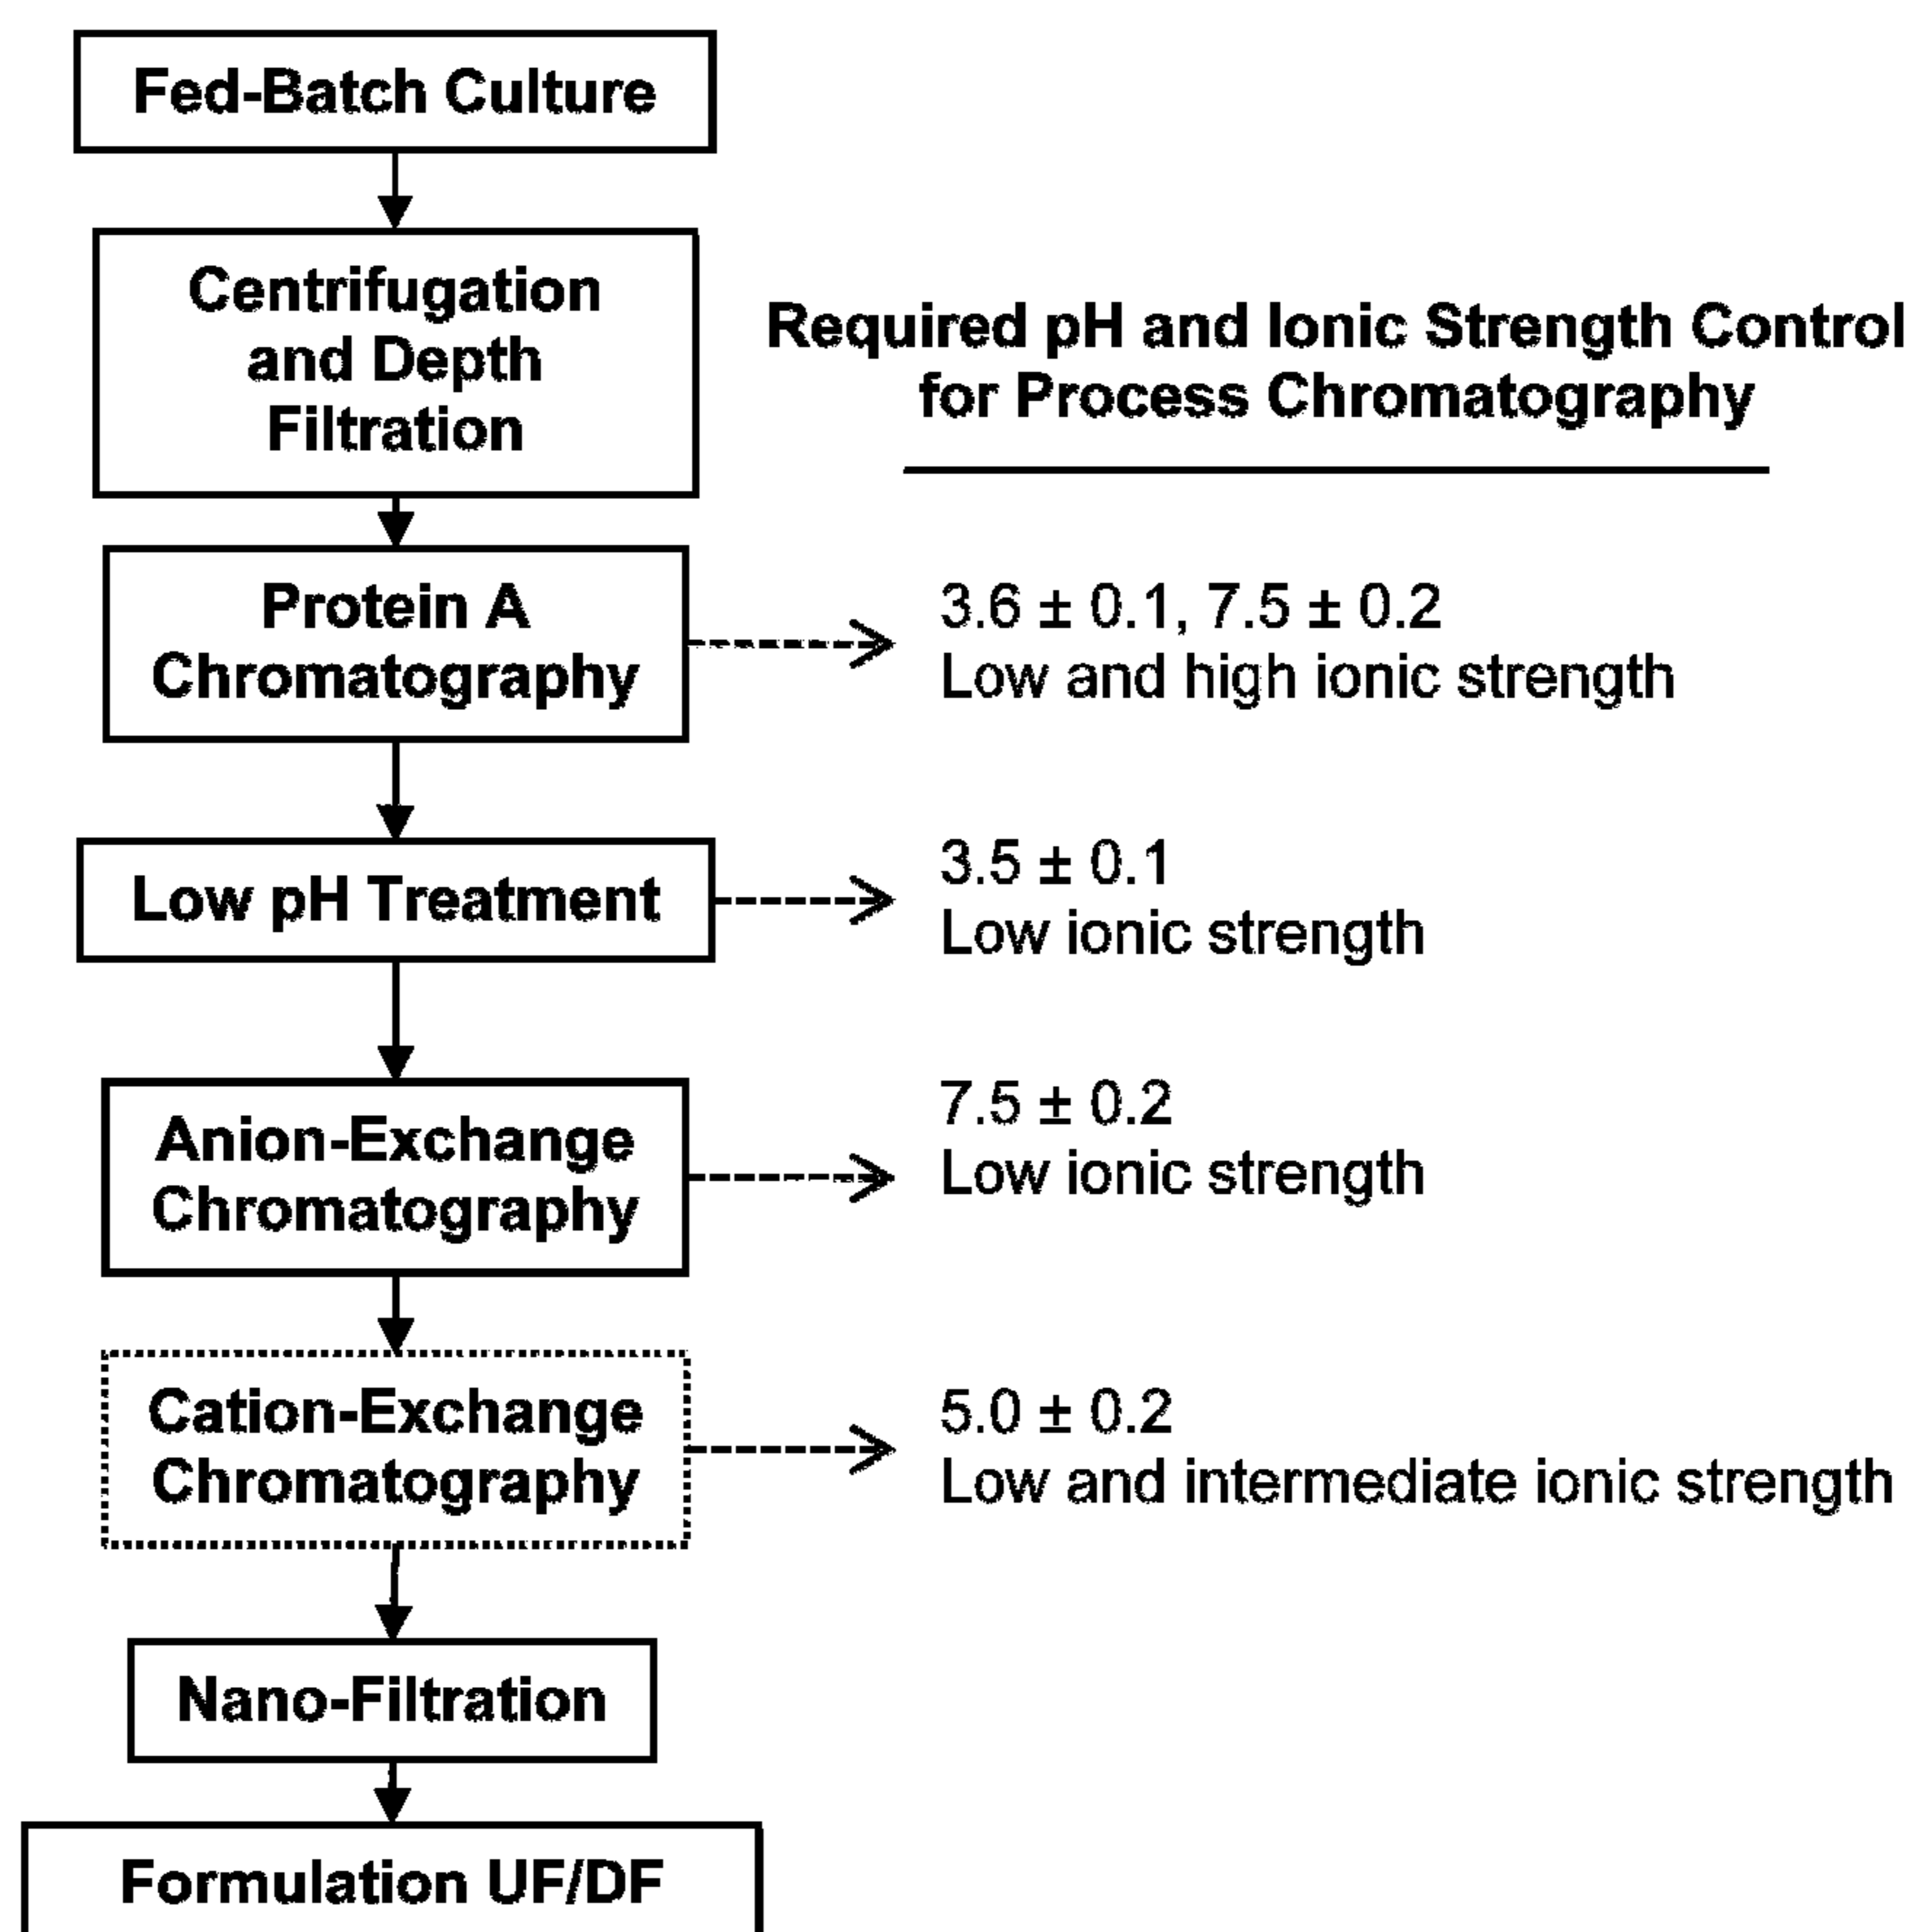 Fed-Batch Culture
Centrifugation
and Depth
Filtration
Required pH and Ionic Strength Control
for Process Chromatography
Protein A
Chromatography
3.6 ± 0.1, 7.5 ± 0.2
Low and high ionic strength
Low pH Treatment
3.5 ± 0.1
Low ionic strength
Anion-Exchange
Chromatography
7.5 ± 0.2
Low ionic strength
Cation-Exchange
Chromatography
5.0 ± 0.2
Low and intermediate ionic strength
Nano-Filtration
Formulation UF/DF